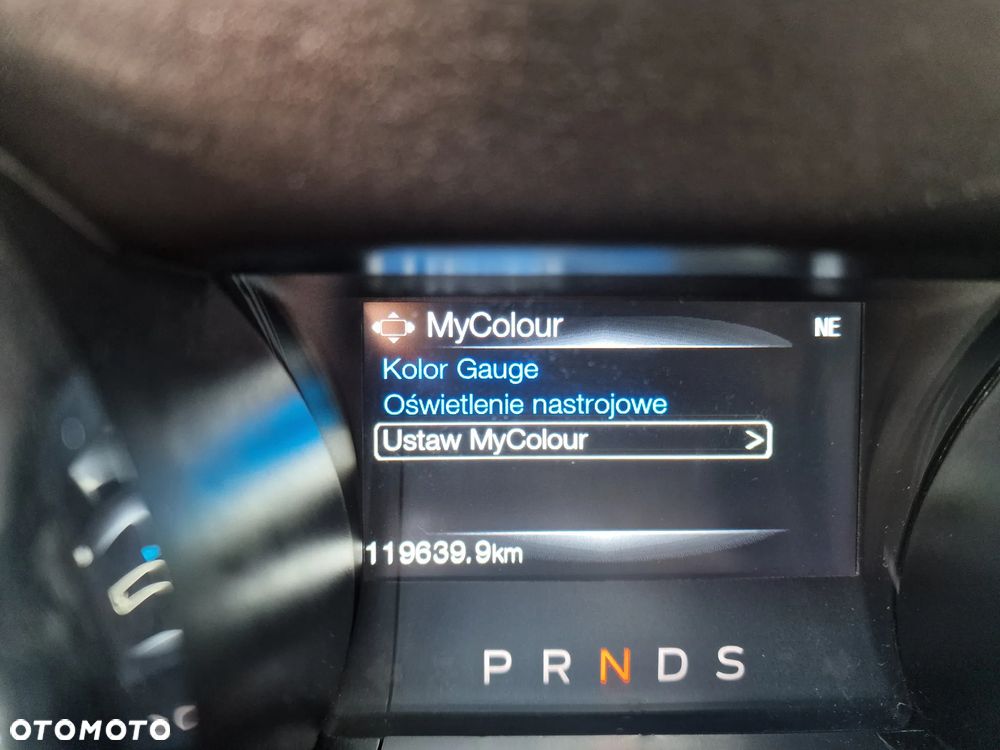 MyColour NE
Kolor Gauge
Oświetlenie nastrojowe
Ustaw MyColour >
119639.9km
P R N D S
OTOMOTO